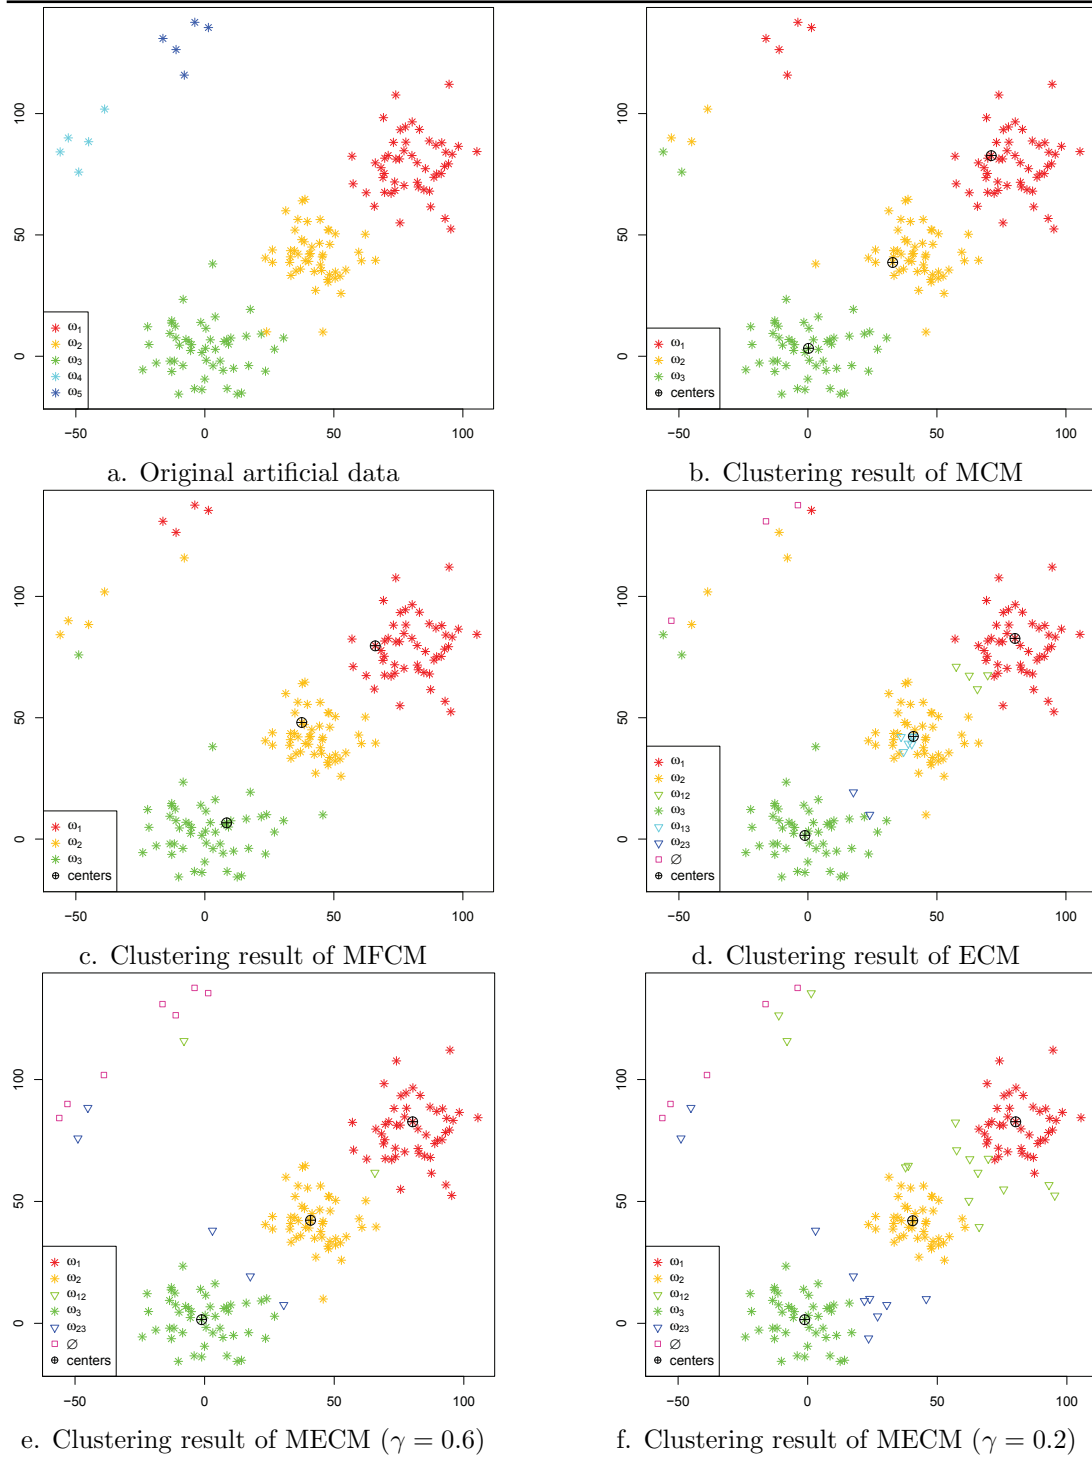 100
50
0
ω1
ω2
ω3
ω4
ω5
−50 0 50 100
a. Original artificial data
100
50
0
ω1
ω2
ω3
centers
−50 0 50 100
b. Clustering result of MCM
100
50
0
ω1
ω2
ω3
centers
−50 0 50 100
c. Clustering result of MFCM
100
50
0
ω1
ω2
ω12
ω3
ω13
ω23
∅
centers
−50 0 50 100
d. Clustering result of ECM
100
50
0
ω1
ω2
ω12
ω3
ω23
∅
centers
−50 0 50 100
e. Clustering result of MECM (γ = 0.6)
100
50
0
ω1
ω2
ω12
ω3
ω23
∅
centers
−50 0 50 100
f. Clustering result of MECM (γ = 0.2)